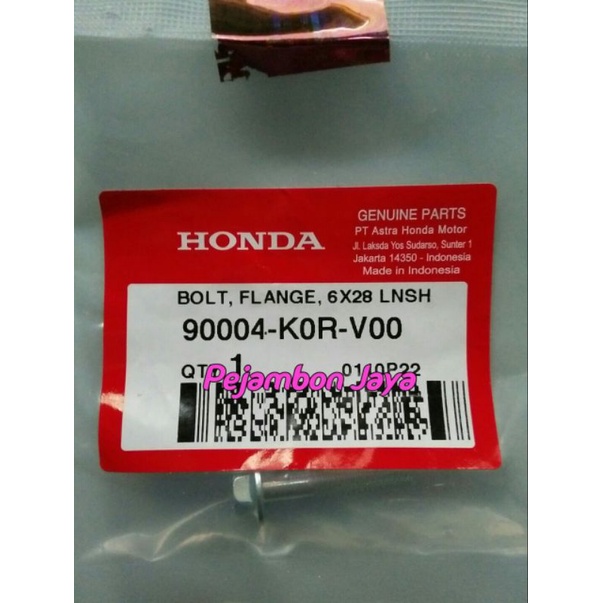 HONDA
GENUINE PARTS
PT Astra Honda Motor
Jl. Laksda Yos Sudarso, Sunter 1
Jakarta 14350 - Indonesia
Made in Indonesia
BOLT, FLANGE, 6X28 LNSH
90004-K0R-V00
1
Pejambon Jaya